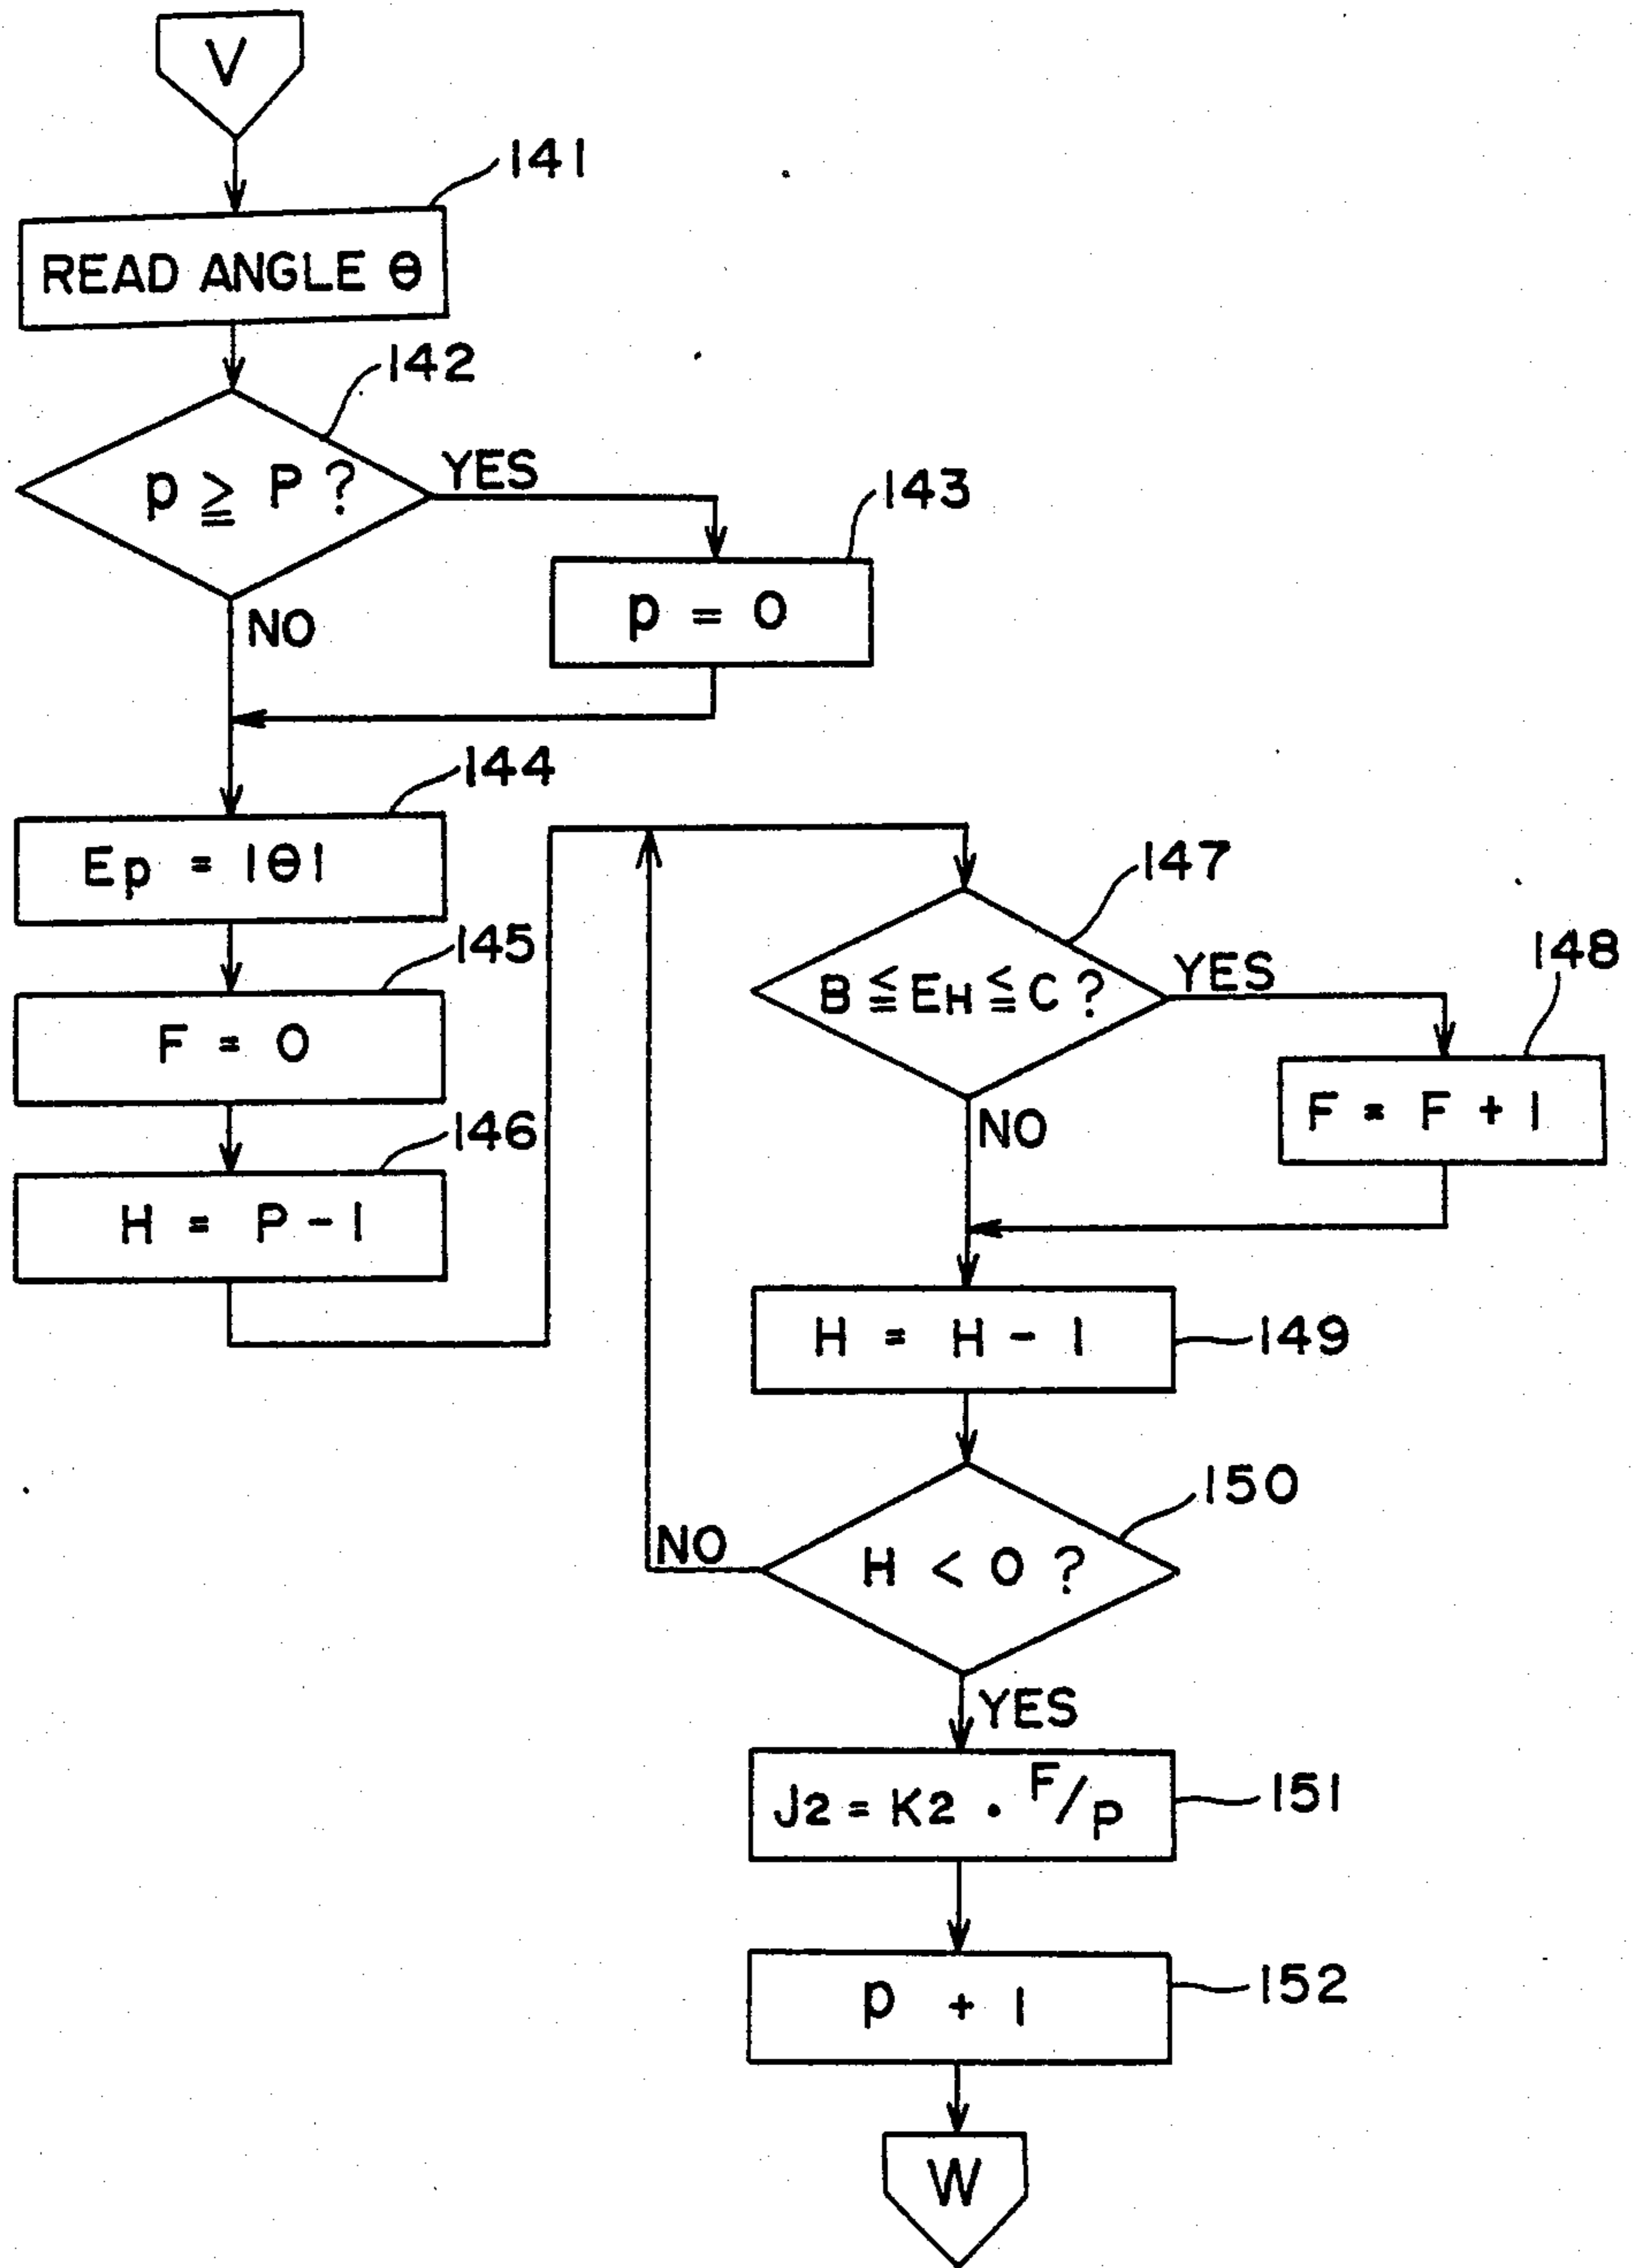 V
141
READ ANGLE θ
142
p ≧ P ?
YES
143
p = 0
NO
144
Ep = |θ|
145
F = 0
146
H = P - 1
147
B ≦ EH ≦ C ?
YES
148
F = F + 1
NO
H = H - 1
149
150
H < 0 ?
NO
YES
J2 = K2 · F/P
151
p + 1
152
W